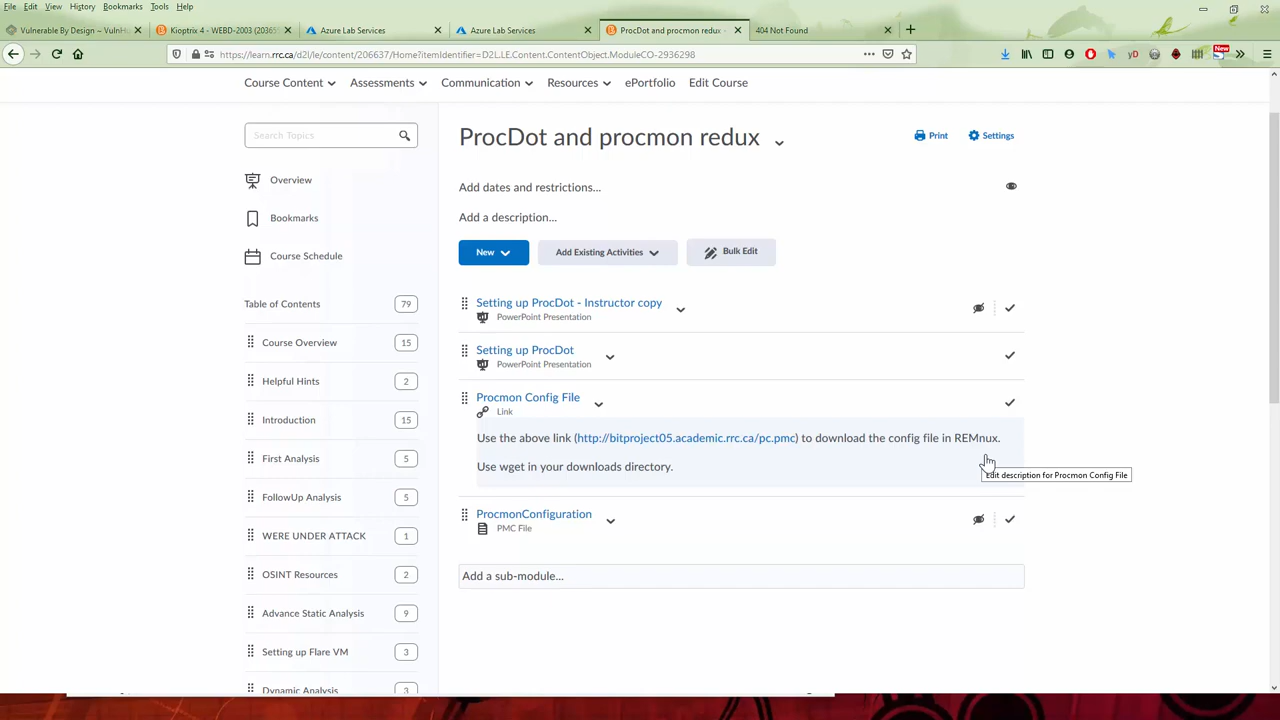 File Edit View History Bookmarks Tools Help
Vulnerable By Design ~ VulnH
Kioptrix 4 - WEBD-2003 (20365
Azure Lab Services
Azure Lab Services
ProcDot and procmon redux -
404 Not Found
https://learn.rrc.ca/d2l/le/content/206637/Home?itemIdentifier=D2L.LE.Content.ContentObject.ModuleCO-2936298
yD
New
Course Content
Assessments
Communication
Resources
ePortfolio
Edit Course
Search Topics
Overview
Bookmarks
Course Schedule
Table of Contents 79
Course Overview 15
Helpful Hints 2
Introduction 15
First Analysis 5
FollowUp Analysis 5
WERE UNDER ATTACK 1
OSINT Resources 2
Advance Static Analysis 9
Setting up Flare VM 3
Dynamic Analysis 3
ProcDot and procmon redux
Print
Settings
Add dates and restrictions...
Add a description...
New
Add Existing Activities
Bulk Edit
Setting up ProcDot - Instructor copy
PowerPoint Presentation
Setting up ProcDot
PowerPoint Presentation
Procmon Config File
Link
Use the above link (http://bitproject05.academic.rrc.ca/pc.pmc) to download the config file in REMnux.
Use wget in your downloads directory.
Edit description for Procmon Config File
ProcmonConfiguration
PMC File
Add a sub-module...